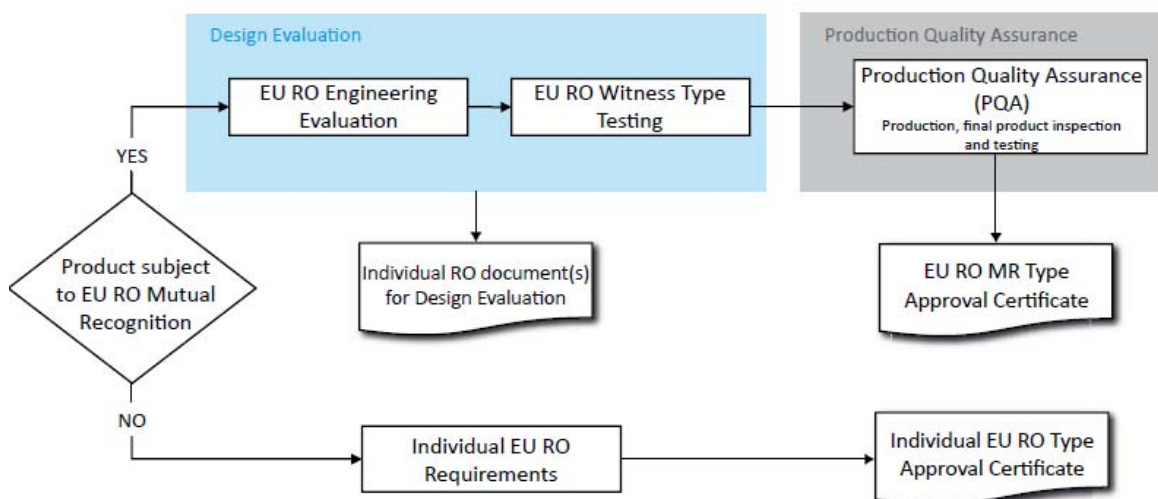 Design Evaluation
Production Quality Assurance
EU RO Engineering
Evaluation
EU RO Witness Type
Testing
Production Quality Assurance
(PQA)
Production, final product inspection
and testing
YES
Product subject
to EU RO Mutual
Recognition
Individual RO document(s)
for Design Evaluation
EU RO MR Type
Approval Certificate
NO
Individual EU RO
Requirements
Individual EU RO Type
Approval Certificate